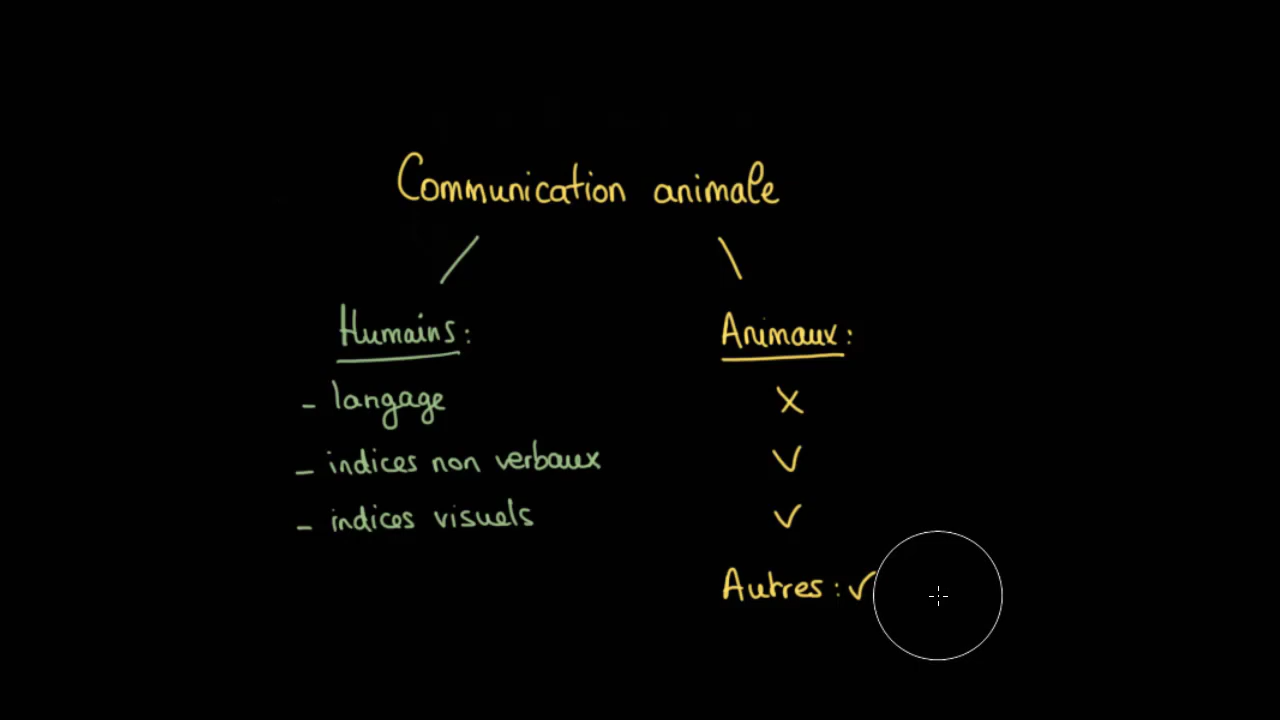 Communication animale
Humains :
Animaux :
- langage
X
- indices non verbaux
V
- indices visuels
V
Autres : √